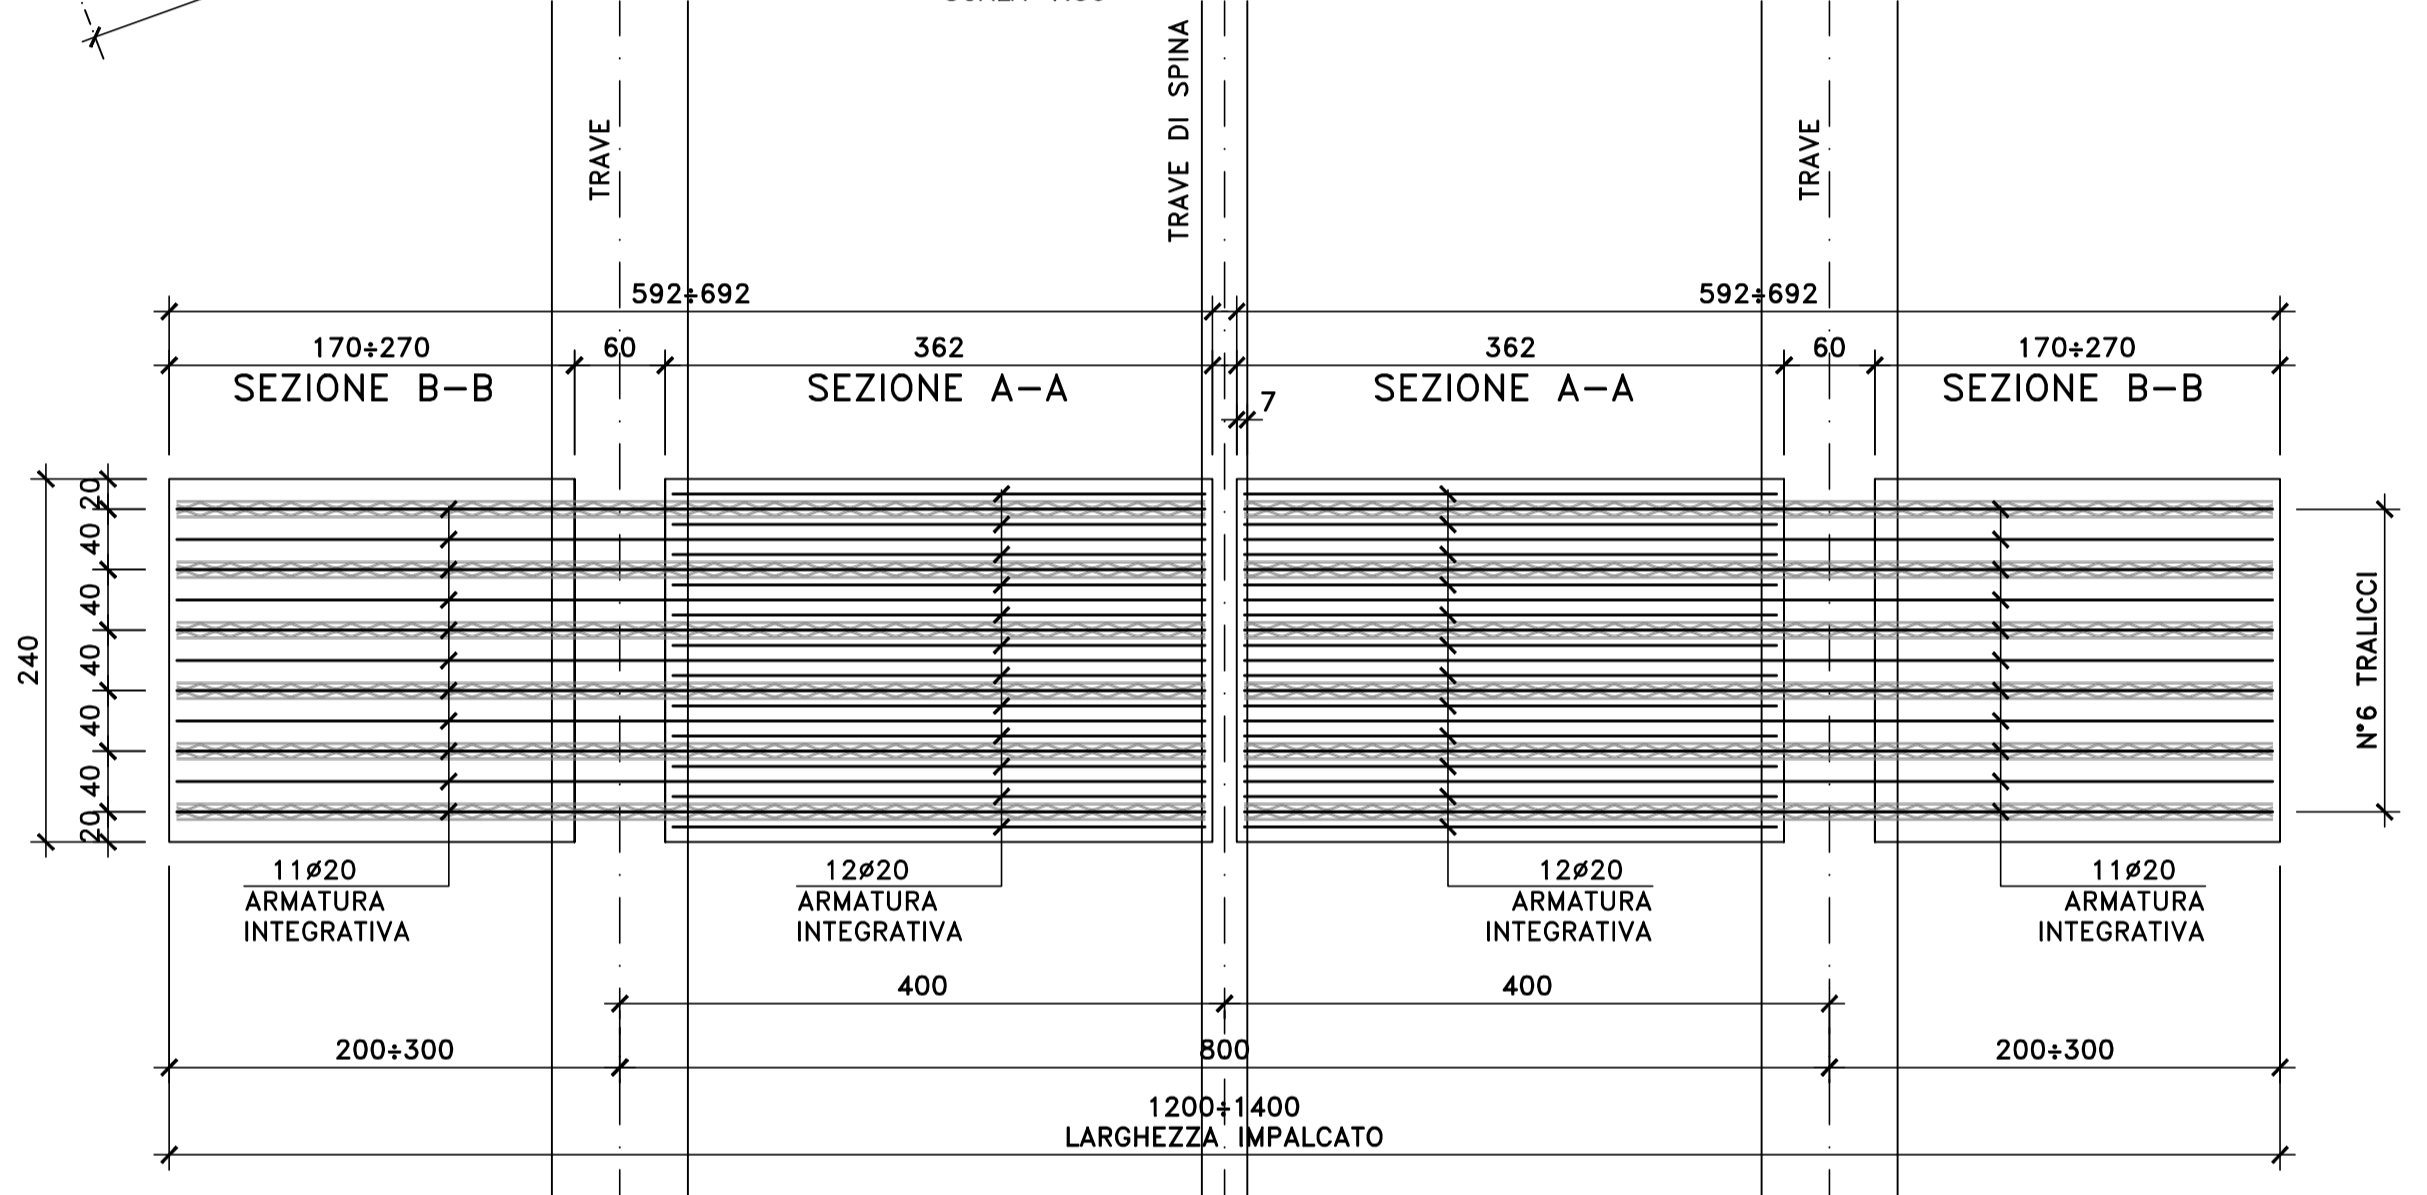 TRAVE
TRAVE DI SPINA
TRAVE
592÷692
592÷692
170÷270
60
362
362
60
170÷270
SEZIONE B-B
SEZIONE A-A
SEZIONE A-A
SEZIONE B-B
7
20
40
40
40
40
40
20
240
N°6 TRALICCI
11ø20
ARMATURA
INTEGRATIVA
12ø20
ARMATURA
INTEGRATIVA
12ø20
ARMATURA
INTEGRATIVA
11ø20
ARMATURA
INTEGRATIVA
400
400
200÷300
800
200÷300
1200÷1400
LARGHEZZA IMPALCATO